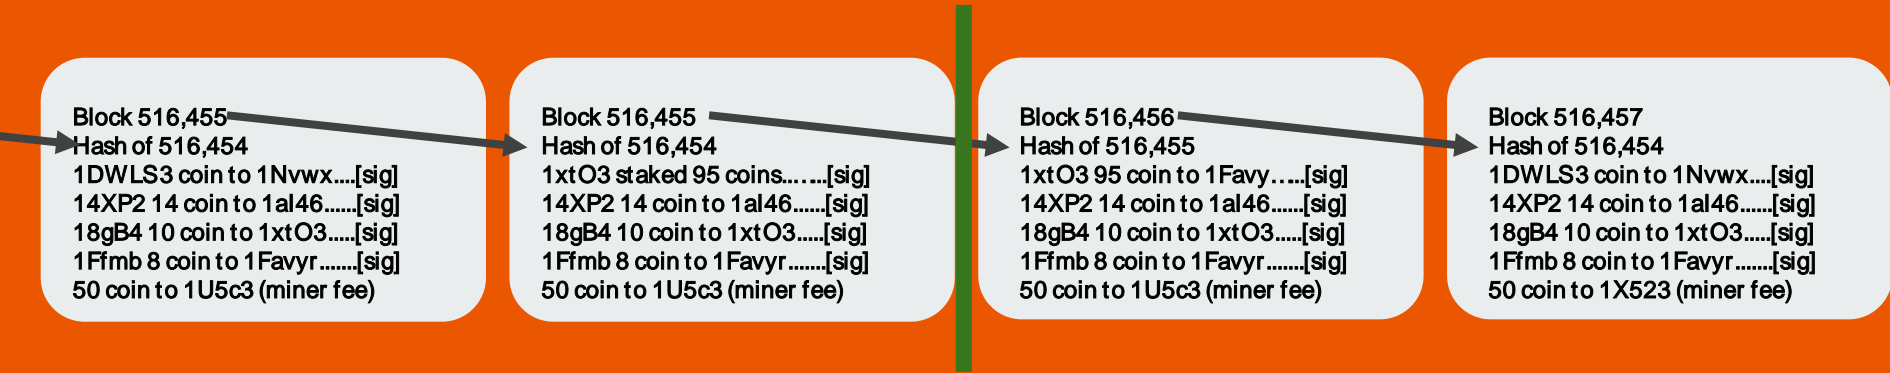 Block 516,455
Hash of 516,454
1DWLS3 coin to 1Nvwx....[sig]
14XP2 14 coin to 1aI46......[sig]
18gB4 10 coin to 1xtO3.....[sig]
1Ffmb 8 coin to 1Favyr.......[sig]
50 coin to 1U5c3 (miner fee)
Block 516,455
Hash of 516,454
1xtO3 staked 95 coins..…...[sig]
14XP2 14 coin to 1aI46......[sig]
18gB4 10 coin to 1xtO3.....[sig]
1Ffmb 8 coin to 1Favyr.......[sig]
50 coin to 1U5c3 (miner fee)
Block 516,456
Hash of 516,455
1xtO3 95 coin to 1Favy…..[sig]
14XP2 14 coin to 1aI46......[sig]
18gB4 10 coin to 1xtO3.....[sig]
1Ffmb 8 coin to 1Favyr.......[sig]
50 coin to 1U5c3 (miner fee)
Block 516,457
Hash of 516,454
1DWLS3 coin to 1Nvwx....[sig]
14XP2 14 coin to 1aI46......[sig]
18gB4 10 coin to 1xtO3.....[sig]
1Ffmb 8 coin to 1Favyr.......[sig]
50 coin to 1X523 (miner fee)